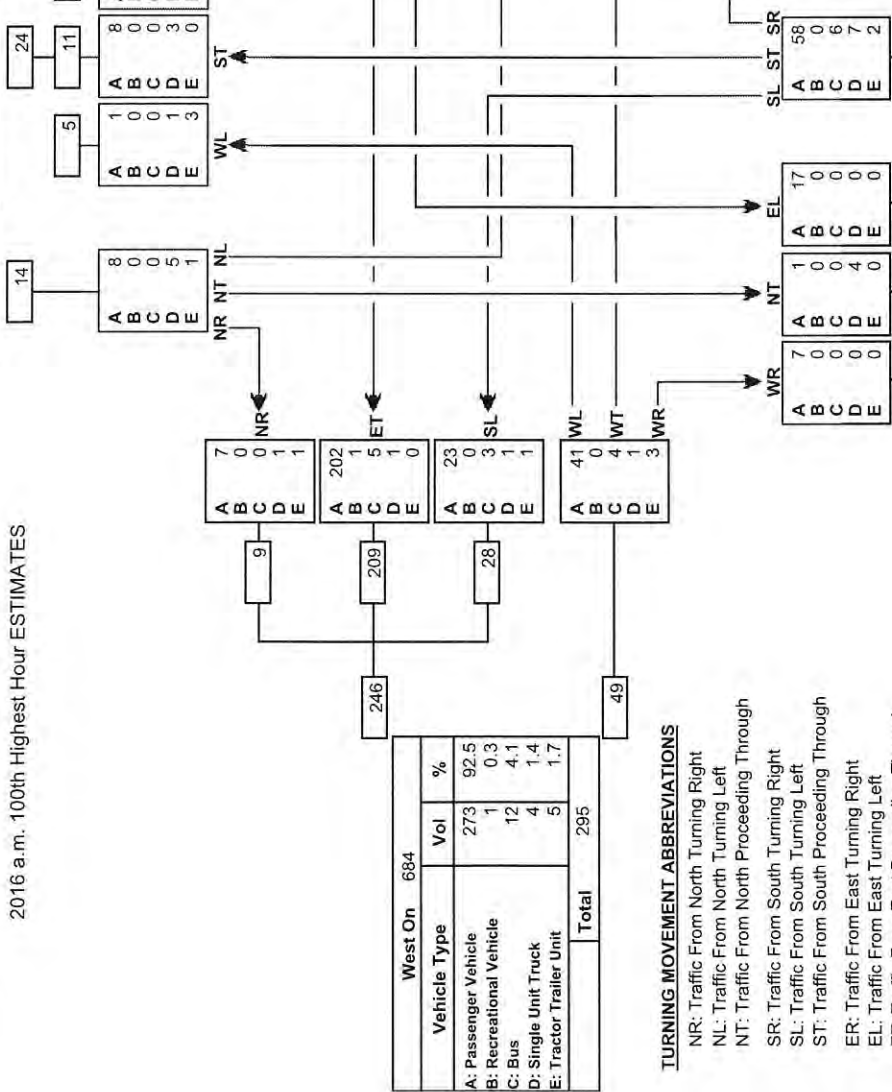 2016 a.m. 100th Highest Hour ESTIMATES
14
5
24
11
A 8
B 0
C 0
D 5
E 1
NR NT NL
A 1
B 0
C 0
D 1
E 3
WL
A 8
B 0
C 0
D 3
E 0
ST
9
A 7
B 0
C 0
D 1
E 1
NR
246
209
A 202
B 1
C 5
D 1
E 0
ET
28
A 23
B 0
C 3
D 1
E 1
SL
49
A 41
B 0
C 4
D 1
E 3
WL
WT
WR
West On 684
Vehicle Type Vol %
A: Passenger Vehicle 273 92.5
B: Recreational Vehicle 1 0.3
C: Bus 12 4.1
D: Single Unit Truck 4 1.4
E: Tractor Trailer Unit 5 1.7
Total 295
WR
A 7
B 0
C 0
D 0
E 0
NT
A 1
B 0
C 0
D 4
E 0
EL
A 17
B 0
C 0
D 0
E 0
SL ST SR
A 58
B 0
C 6
D 7
E 2
TURNING MOVEMENT ABBREVIATIONS
NR: Traffic From North Turning Right
NL: Traffic From North Turning Left
NT: Traffic From North Proceeding Through
SR: Traffic From South Turning Right
SL: Traffic From South Turning Left
ST: Traffic From South Proceeding Through
ER: Traffic From East Turning Right
EL: Traffic From East Turning Left